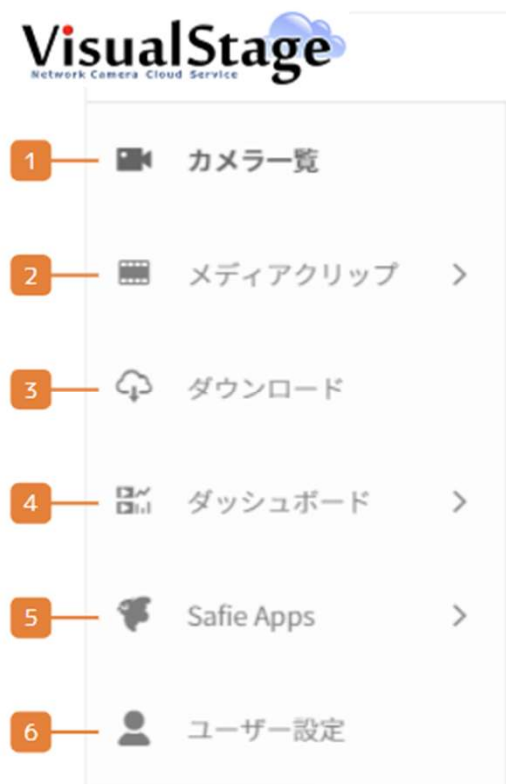 VisualStage
Network Camera Cloud Service
1 カメラ一覧
2 メディアクリップ
3 ダウンロード
4 ダッシュボード
5 Safie Apps
6 ユーザー設定